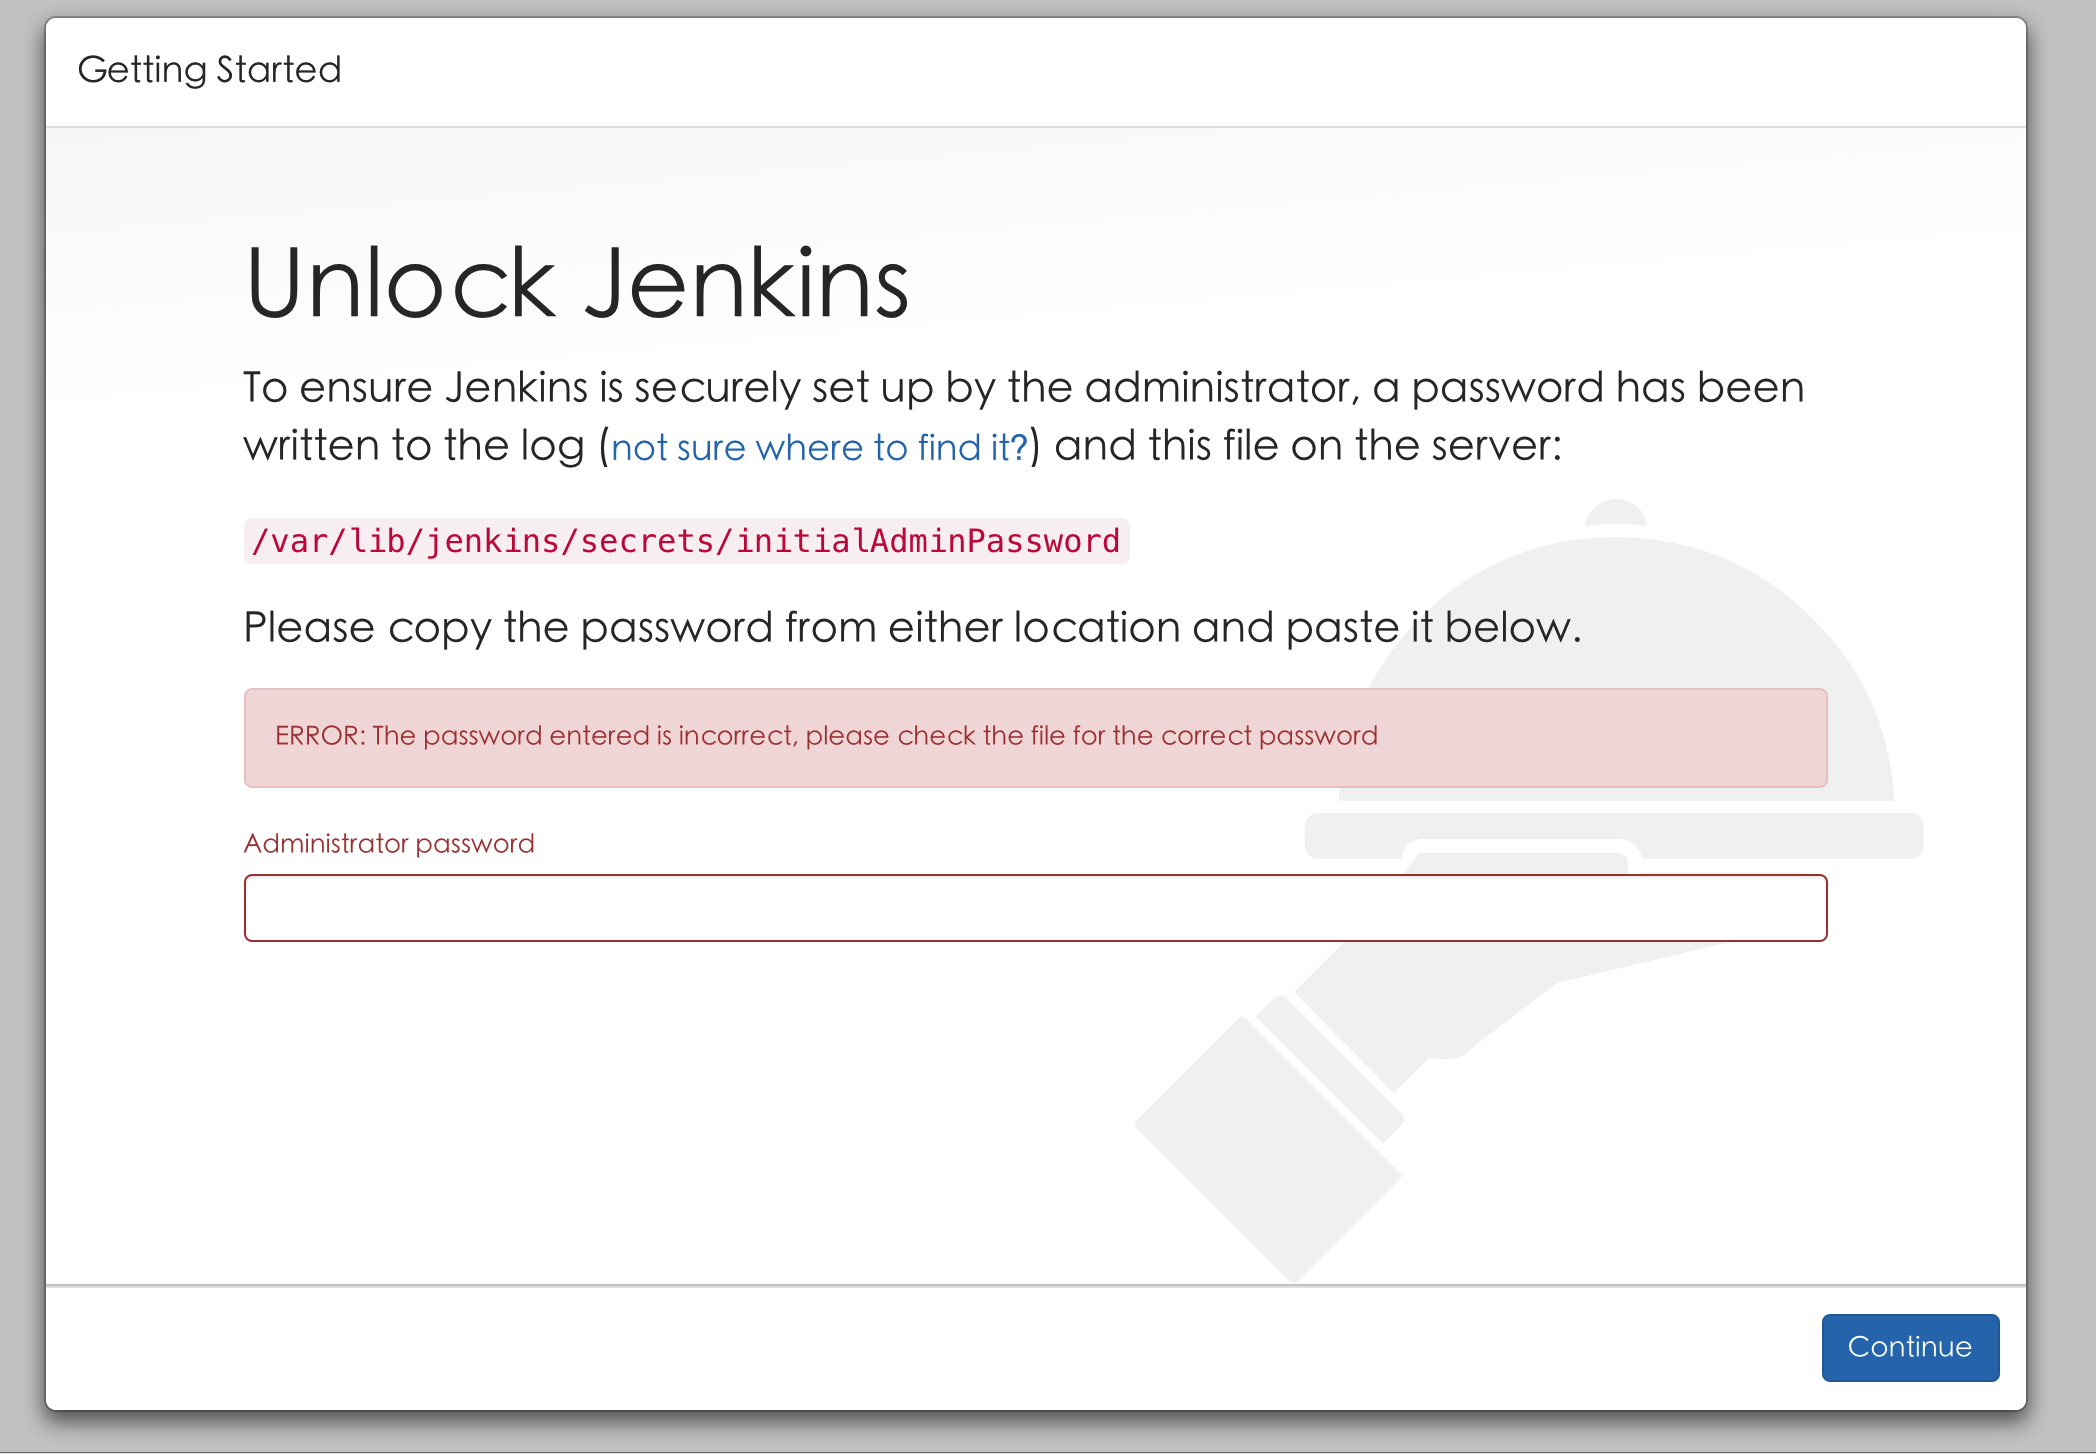 Getting Started
Unlock Jenkins
To ensure Jenkins is securely set up by the administrator, a password has been
written to the log (not sure where to find it?) and this file on the server:
/var/lib/jenkins/secrets/initialAdminPassword
Please copy the password from either location and paste it below.
ERROR: The password entered is incorrect, please check the file for the correct password
Administrator password
Continue